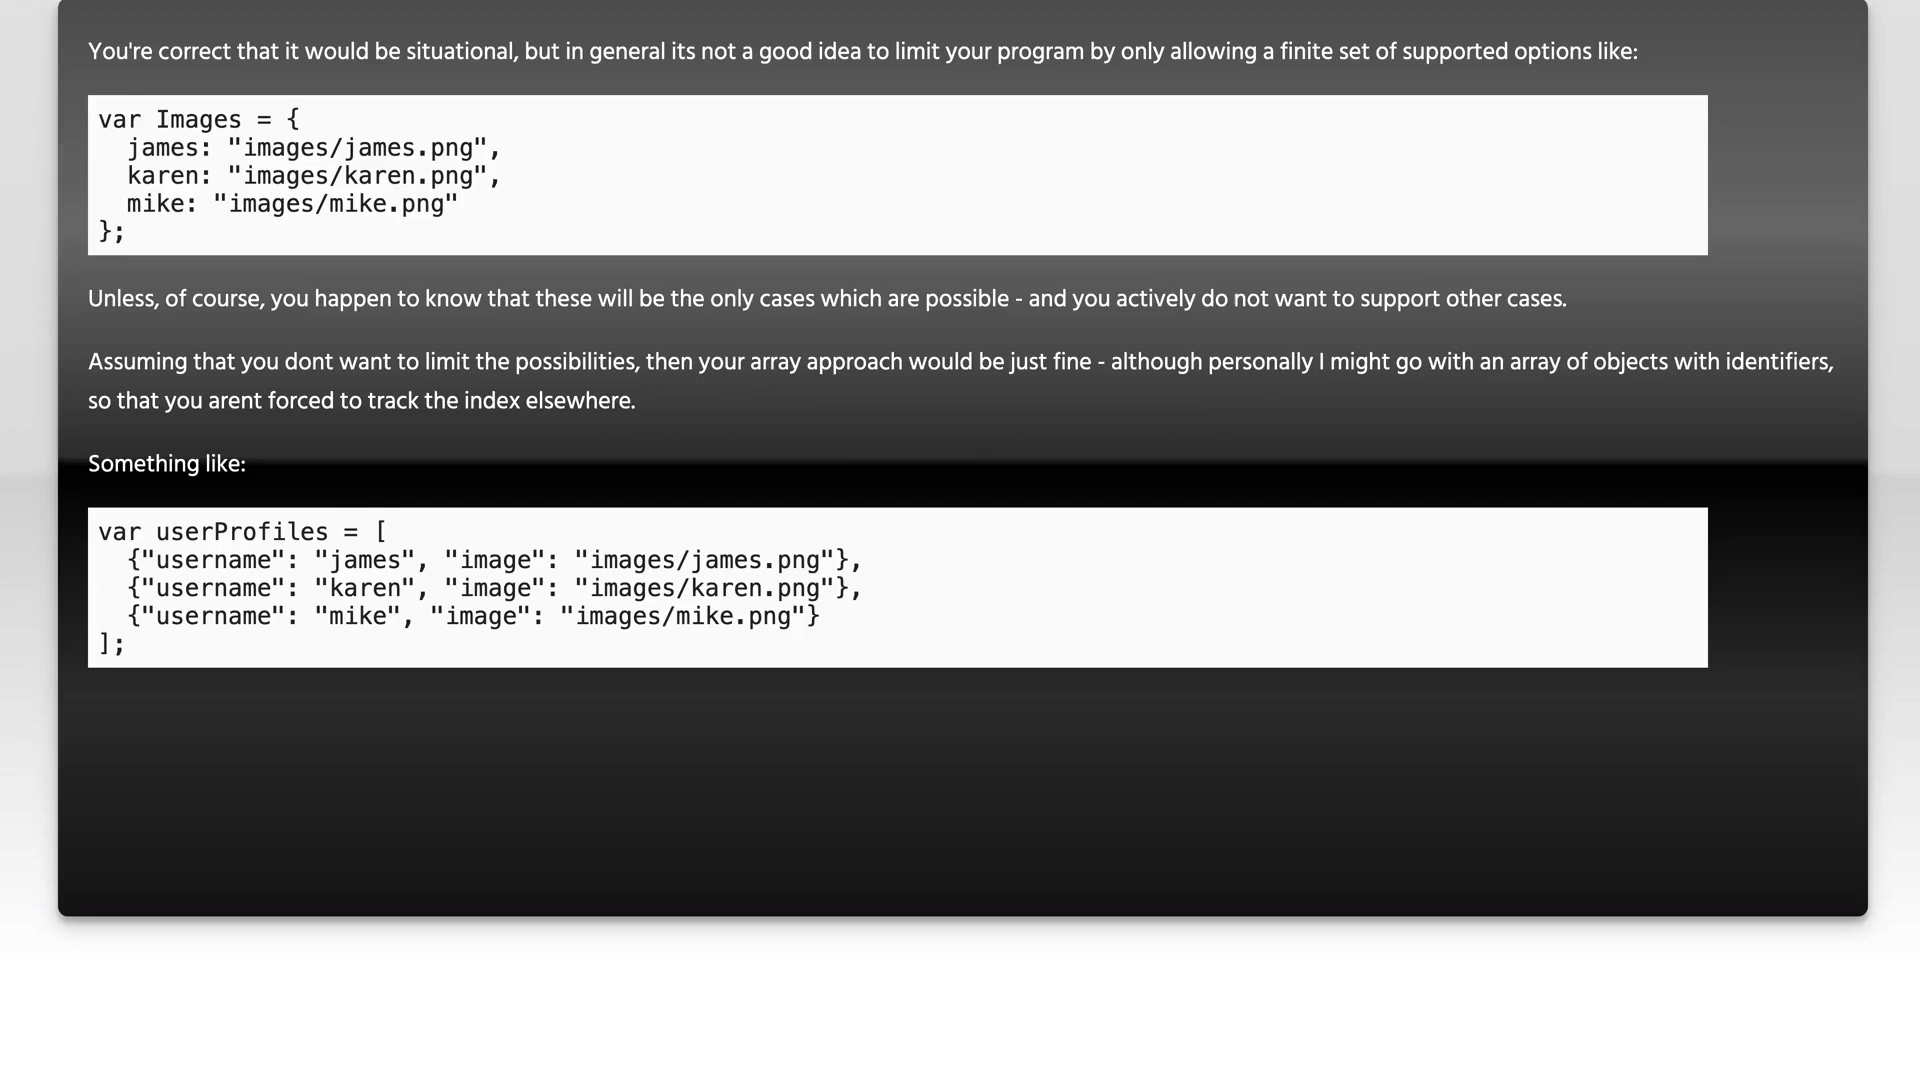 You're correct that it would be situational, but in general its not a good idea to limit your program by only allowing a finite set of supported options like:
var Images = {
  james: "images/james.png",
  karen: "images/karen.png",
  mike: "images/mike.png"
};
Unless, of course, you happen to know that these will be the only cases which are possible - and you actively do not want to support other cases.
Assuming that you dont want to limit the possibilities, then your array approach would be just fine - although personally I might go with an array of objects with identifiers,
so that you arent forced to track the index elsewhere.
Something like:
var userProfiles = [
  {"username": "james", "image": "images/james.png"},
  {"username": "karen", "image": "images/karen.png"},
  {"username": "mike", "image": "images/mike.png"}
];